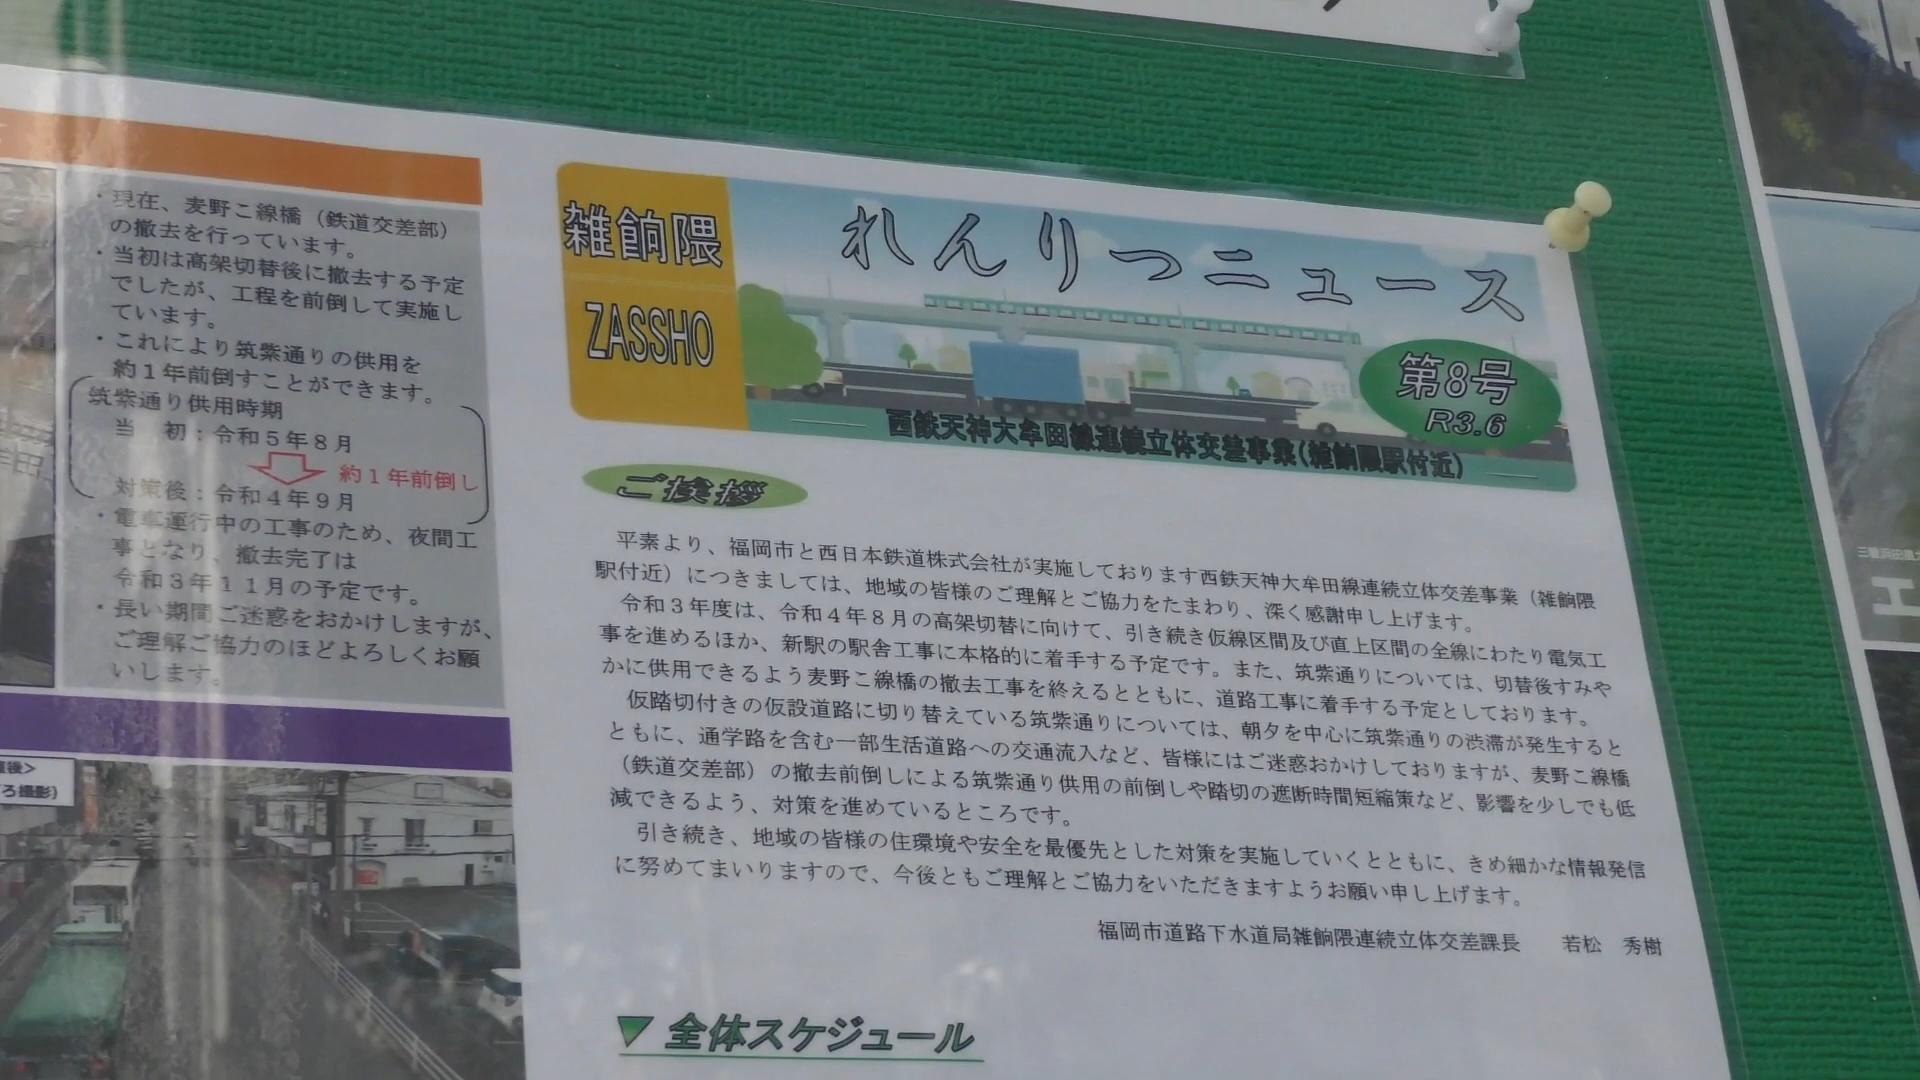 ・現在、麦野こ線橋（鉄道交差部）
の撤去を行っています。
・当初は高架切替後に撤去する予定
でしたが、工程を前倒して実施し
ています。
・これにより筑紫通りの供用を
約１年前倒すことができます。
筑紫通り供用時期
当　初：令和５年８月
約１年前倒し
対策後：令和４年９月
・電車運行中の工事のため、夜間工
事となり、撤去完了は
令和３年１１月の予定です。
・長い期間ご迷惑をおかけしますが、
ご理解ご協力のほどよろしくお願
いします。
雑餉隈
ZASSHO
れんりつニュース
第8号
R3.6
西鉄天神大牟田線連続立体交差事業(雑餉隈駅付近)
ご挨拶
平素より、福岡市と西日本鉄道株式会社が実施しております西鉄天神大牟田線連続立体交差事業（雑餉隈
駅付近）につきましては、地域の皆様のご理解とご協力をたまわり、深く感謝申し上げます。
令和３年度は、令和４年８月の高架切替に向けて、引き続き仮線区間及び直上区間の全線にわたり電気工
事を進めるほか、新駅の駅舎工事に本格的に着手する予定です。また、筑紫通りについては、切替後すみや
かに供用できるよう麦野こ線橋の撤去工事を終えるとともに、道路工事に着手する予定としております。
仮踏切付きの仮設道路に切り替えている筑紫通りについては、朝夕を中心に筑紫通りの渋滞が発生すると
ともに、通学路を含む一部生活道路への交通流入など、皆様にはご迷惑おかけしておりますが、麦野こ線橋
（鉄道交差部）の撤去前倒しによる筑紫通り供用の前倒しや踏切の遮断時間短縮策など、影響を少しでも低
減できるよう、対策を進めているところです。
引き続き、地域の皆様の住環境や安全を最優先とした対策を実施していくとともに、きめ細かな情報発信
に努めてまいりますので、今後ともご理解とご協力をいただきますようお願い申し上げます。
福岡市道路下水道局雑餉隈連続立体交差課長　若松　秀樹
▼全体スケジュール